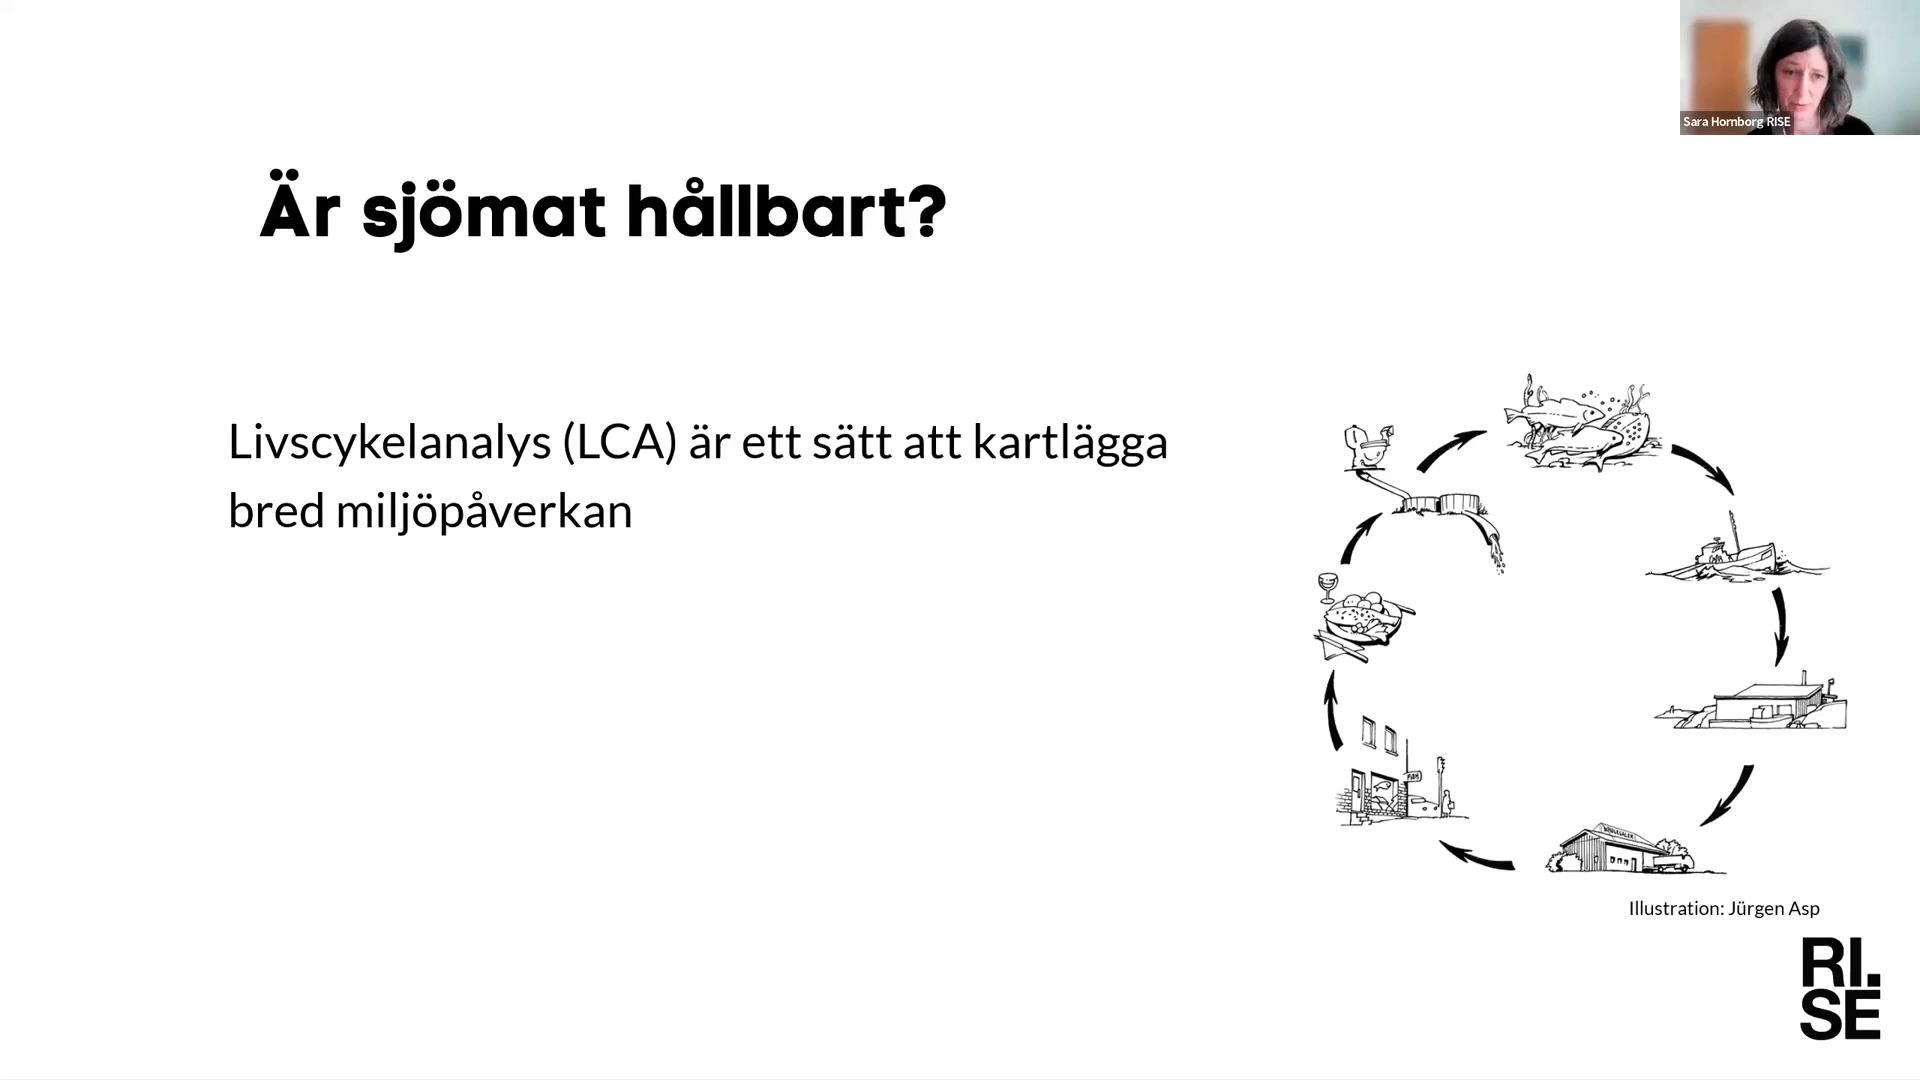 Sara Hornborg RISE
Är sjömat hållbart?
Livscykelanalys (LCA) är ett sätt att kartlägga
bred miljöpåverkan
WHOLESALER
Illustration: Jürgen Asp
RI.
SE